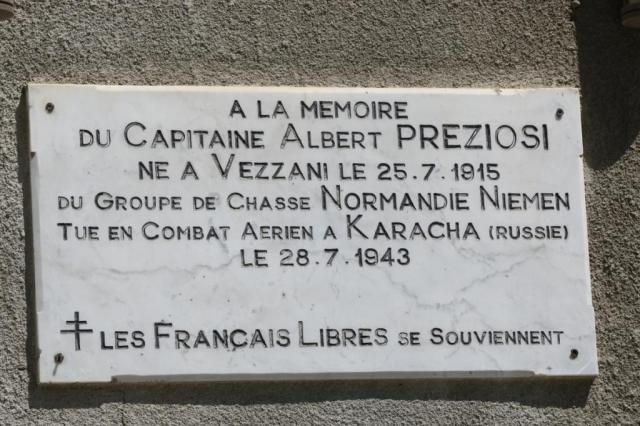 A LA MEMOIRE
DU CAPITAINE ALBERT PREZIOSI
NE A VEZZANI LE 25.7.1915
DU GROUPE DE CHASSE NORMANDIE NIEMEN
TUE EN COMBAT AERIEN A KARACHA (RUSSIE)
LE 28.7.1943
‡ LES FRANÇAIS LIBRES SE SOUVIENNENT